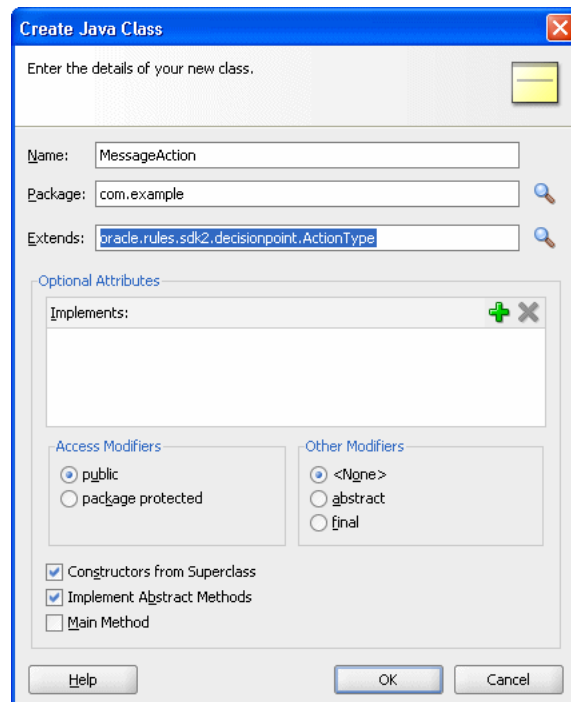 Create Java Class
Enter the details of your new class.
Name: MessageAction
Package: com.example
Extends: oracle.rules.sdk2.decisionpoint.ActionType
Optional Attributes
Implements:
Access Modifiers
public
package protected
Other Modifiers
<None>
abstract
final
Constructors from Superclass
Implement Abstract Methods
Main Method
Help OK Cancel